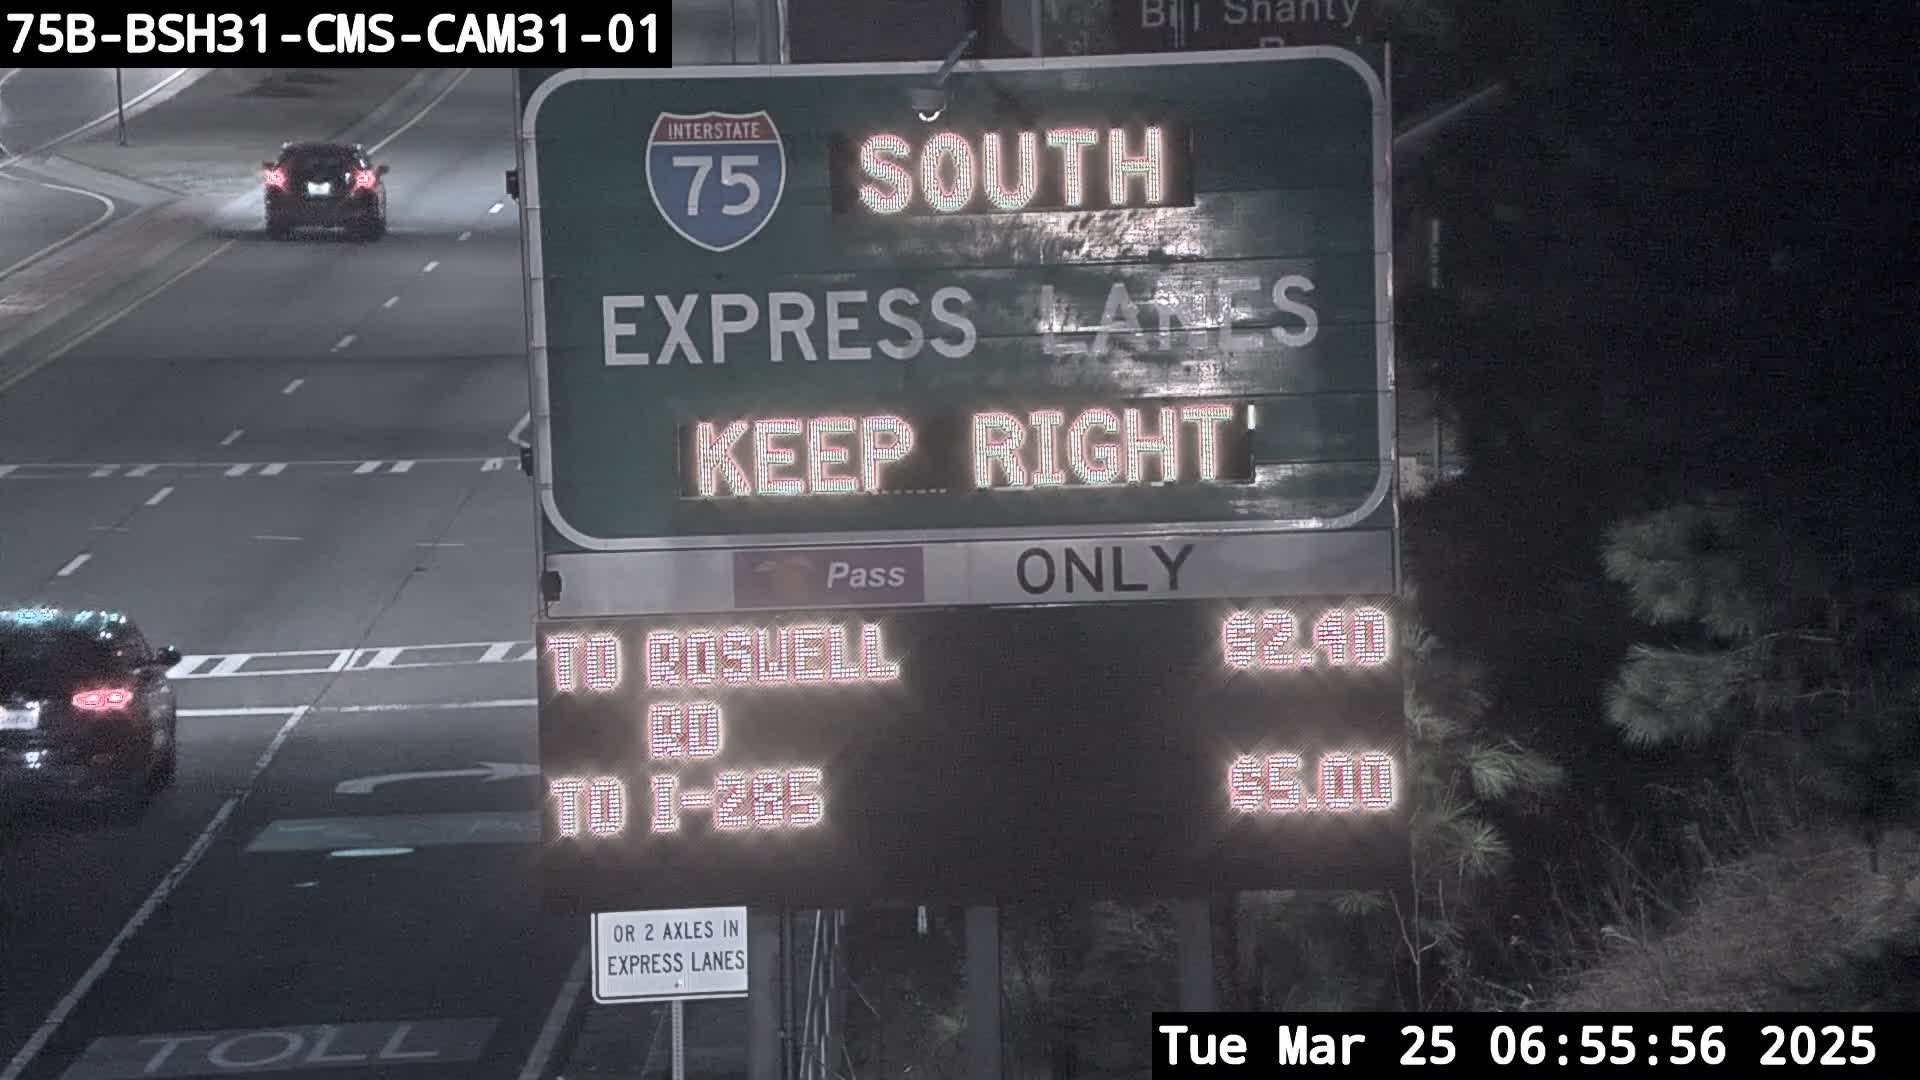 75B-BSH31-CMS-CAM31-01
Shanty
INTERSTATE
75
SOUTH
EXPRESS LANES
KEEP RIGHT
Pass ONLY
TO ROSWELL $2.40
RD
TO I-285 $5.00
OR 2 AXLES IN
EXPRESS LANES
TOLL
Tue Mar 25 06:55:56 2025